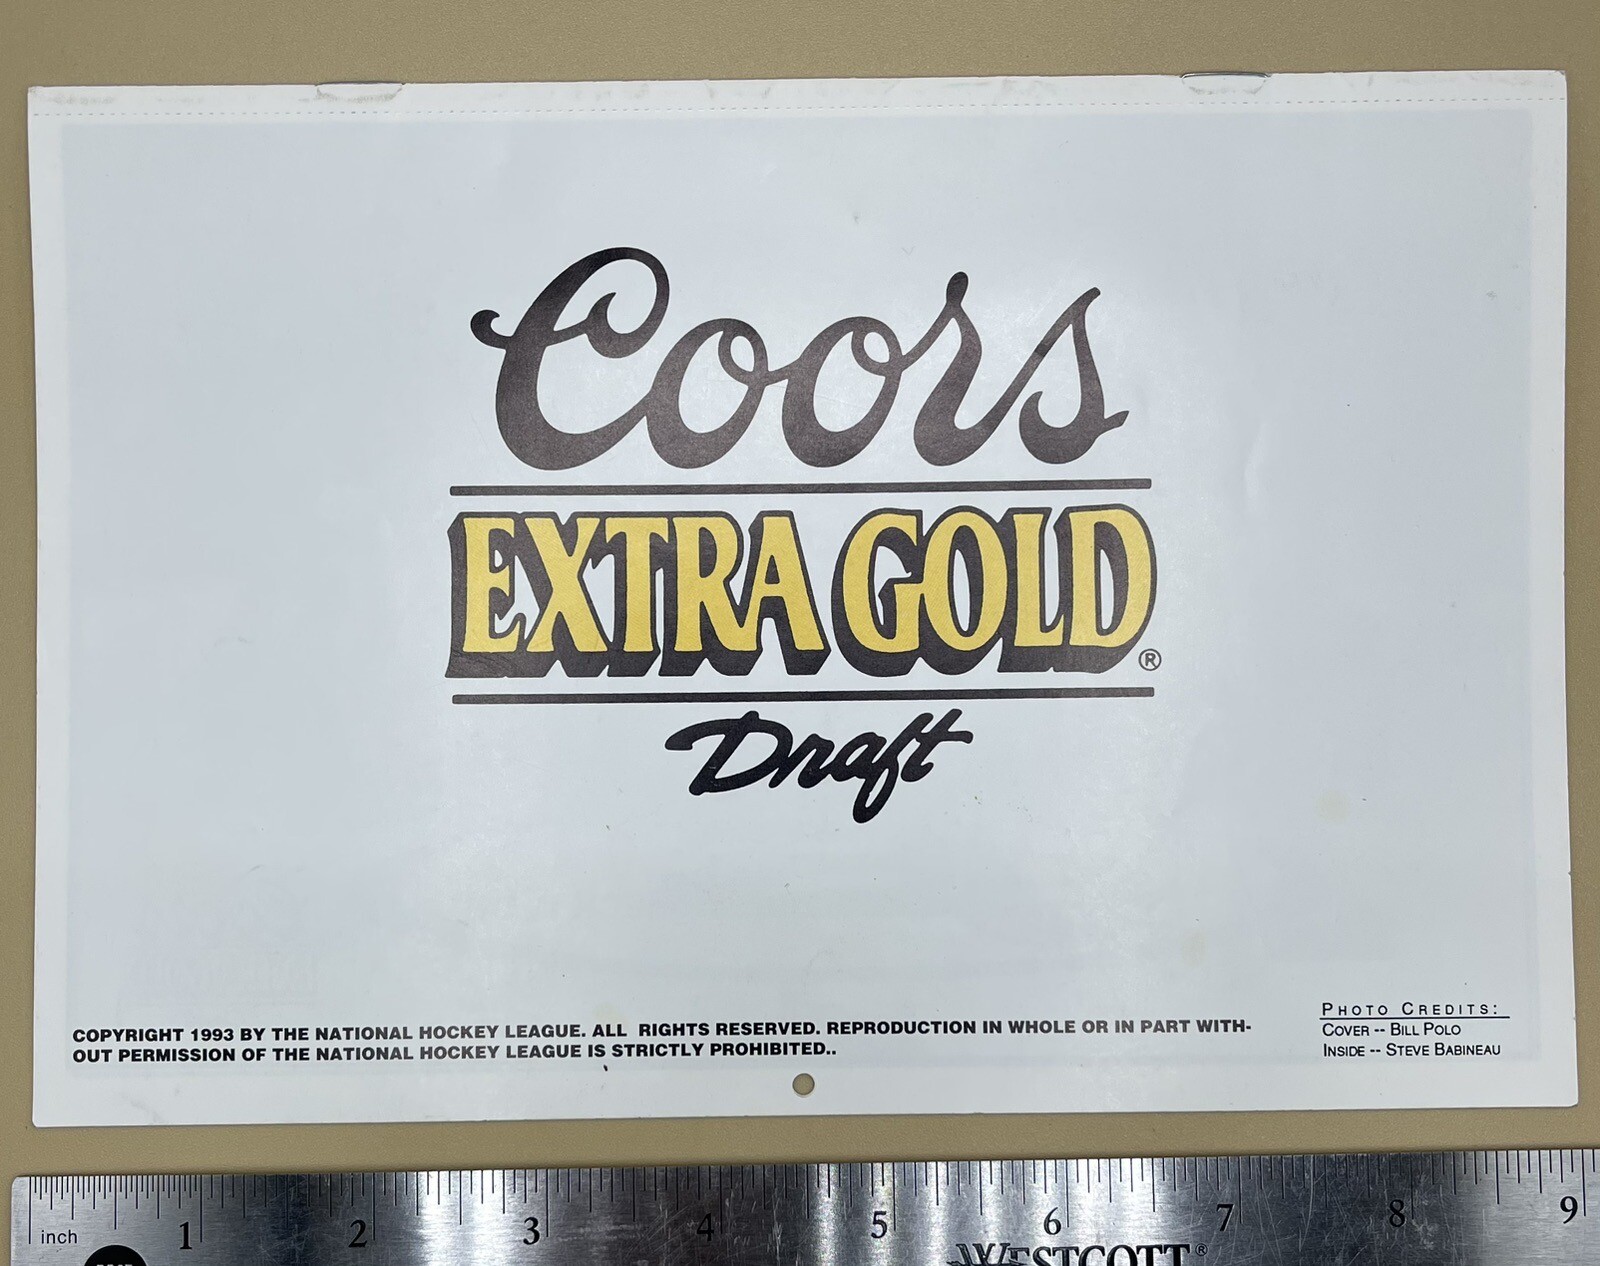 Coors
EXTRA GOLD®
Draft
PHOTO CREDITS:
COPYRIGHT 1993 BY THE NATIONAL HOCKEY LEAGUE. ALL RIGHTS RESERVED. REPRODUCTION IN WHOLE OR IN PART WITH-
COVER -- BILL POLO
OUT PERMISSION OF THE NATIONAL HOCKEY LEAGUE IS STRICTLY PROHIBITED..
INSIDE -- STEVE BABINEAU
inch 1 2 3 4 5 6 7 8 9
WESTCOTT®